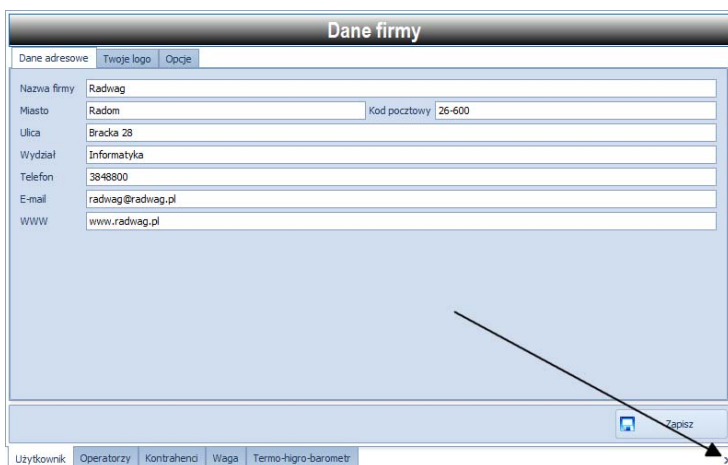 Dane firmy
Dane adresowe Twoje logo Opcje
Nazwa firmy Radwag
Miasto Radom Kod pocztowy 26-600
Ulica Bracka 28
Wydział Informatyka
Telefon 3848800
E-mail radwag@radwag.pl
WWW www.radwag.pl
Zapisz
Użytkownik Operatorzy Kontrahenci Waga Termo-higro-barometr